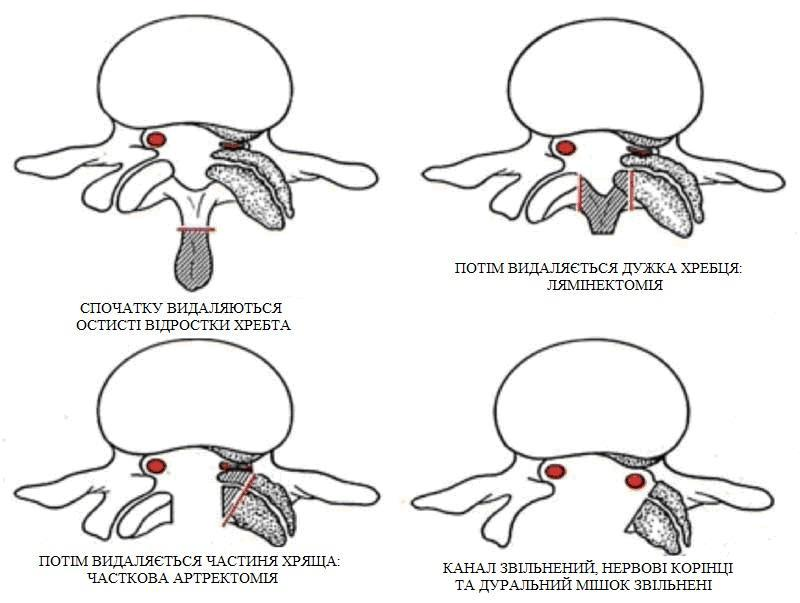 СПОЧАТКУ ВИДАЛЯЮТЬСЯ
ОСТИСТІ ВІДРОСТКИ ХРЕБТА
ПОТІМ ВИДАЛЯЄТЬСЯ ДУЖКА ХРЕБЦЯ:
ЛЯМІНЕКТОМІЯ
ПОТІМ ВИДАЛЯЄТЬСЯ ЧАСТИНЯ ХРЯЩА:
ЧАСТКОВА АРТРЕКТОМІЯ
КАНАЛ ЗВІЛЬНЕНИЙ, НЕРВОВІ КОРІНЦІ
ТА ДУРАЛЬНИЙ МІШОК ЗВІЛЬНЕНІ